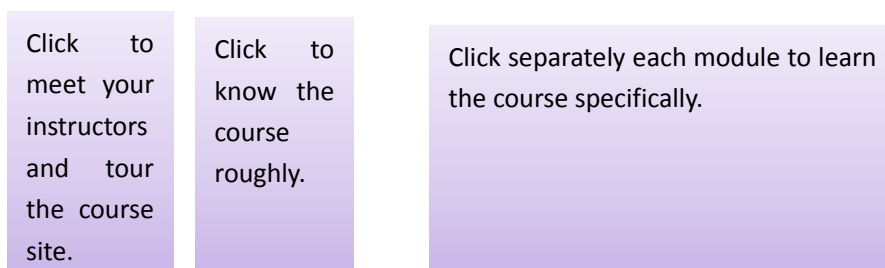 Click to
meet your
instructors
and tour
the course
site.
Click to
know the
course
roughly.
Click separately each module to learn
the course specifically.